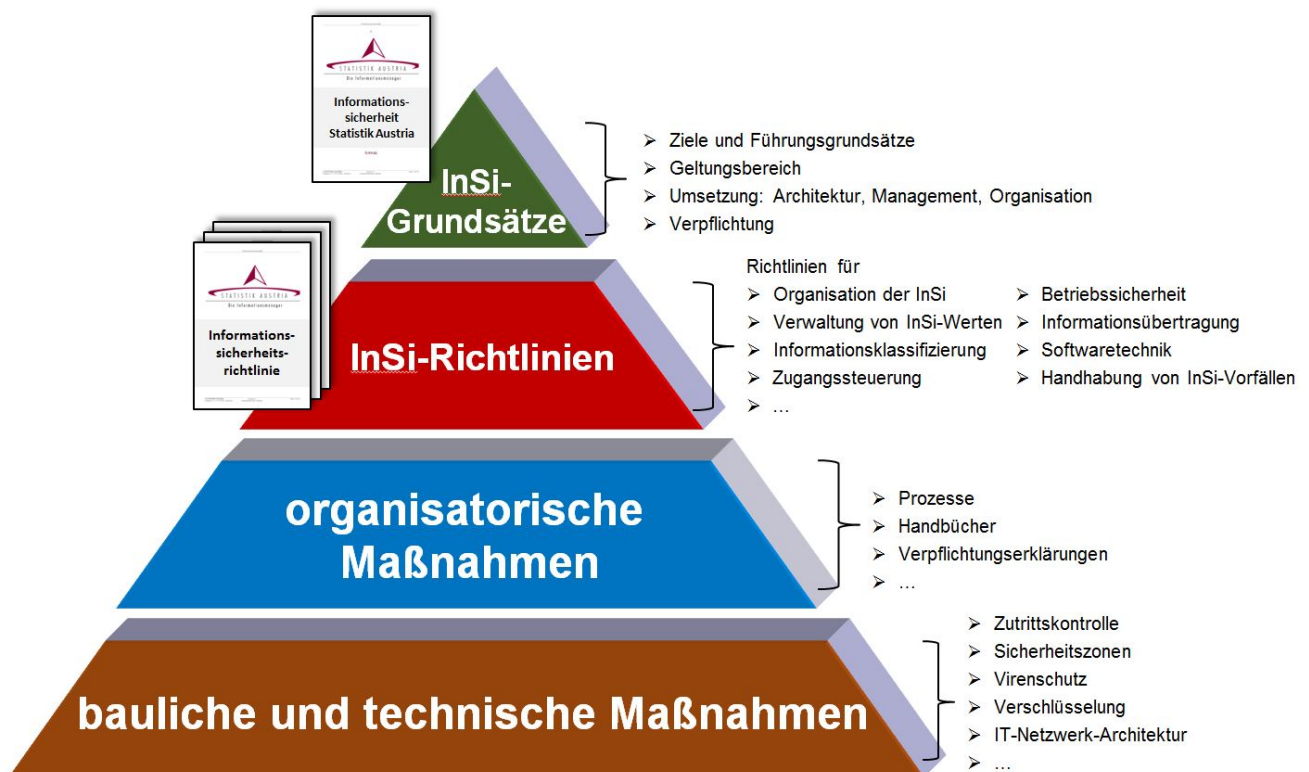 STATISTIK AUSTRIA
Die Informationsmanager
Informations-
sicherheit
Statistik Austria
InSi-
Grundsätze
➢ Ziele und Führungsgrundsätze
➢ Geltungsbereich
➢ Umsetzung: Architektur, Management, Organisation
➢ Verpflichtung
STATISTIK AUSTRIA
Die Informationsmanager
Informations-
sicherheits-
richtlinie
InSi-Richtlinien
Richtlinien für
➢ Organisation der InSi
➢ Verwaltung von InSi-Werten
➢ Informationsklassifizierung
➢ Zugangssteuerung
➢ ...
➢ Betriebssicherheit
➢ Informationsübertragung
➢ Softwaretechnik
➢ Handhabung von InSi-Vorfällen
organisatorische
Maßnahmen
➢ Prozesse
➢ Handbücher
➢ Verpflichtungserklärungen
➢ ...
bauliche und technische Maßnahmen
➢ Zutrittskontrolle
➢ Sicherheitszonen
➢ Virenschutz
➢ Verschlüsselung
➢ IT-Netzwerk-Architektur
➢ ...